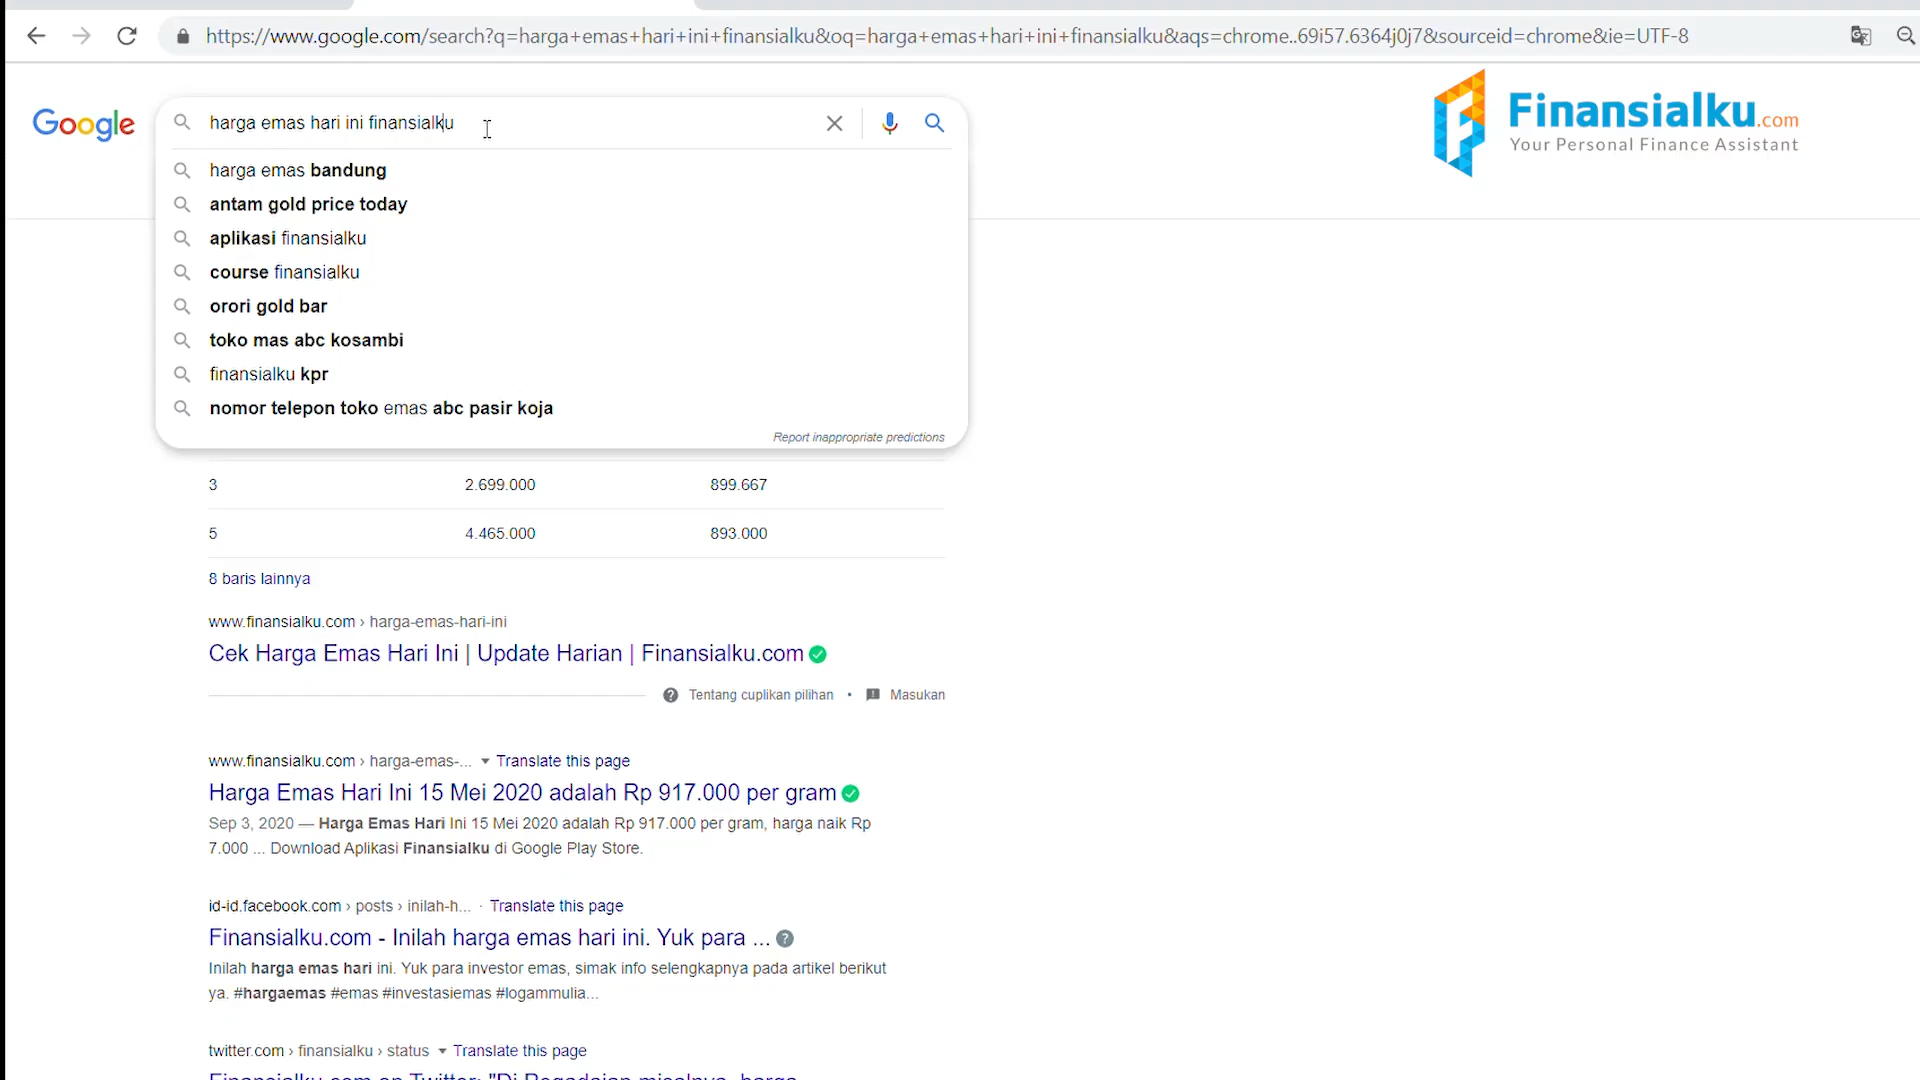 https://www.google.com/search?q=harga+emas+hari+ini+finansialku&oq=harga+emas+hari+ini+finansialku&aqs=chrome..69i57.6364j0j7&sourceid=chrome&ie=UTF-8
Google
harga emas hari ini finansialku
Finansialku.com
Your Personal Finance Assistant
harga emas bandung
antam gold price today
aplikasi finansialku
course finansialku
orori gold bar
toko mas abc kosambi
finansialku kpr
nomor telepon toko emas abc pasir koja
Report inappropriate predictions
3 2.699.000 899.667
5 4.465.000 893.000
8 baris lainnya
www.finansialku.com › harga-emas-hari-ini
Cek Harga Emas Hari Ini | Update Harian | Finansialku.com
Tentang cuplikan pilihan • Masukan
www.finansialku.com › harga-emas-... Translate this page
Harga Emas Hari Ini 15 Mei 2020 adalah Rp 917.000 per gram
Sep 3, 2020 — Harga Emas Hari Ini 15 Mei 2020 adalah Rp 917.000 per gram, harga naik Rp
7.000 ... Download Aplikasi Finansialku di Google Play Store.
id-id.facebook.com › posts › inilah-h... · Translate this page
Finansialku.com - Inilah harga emas hari ini. Yuk para ...
Inilah harga emas hari ini. Yuk para investor emas, simak info selengkapnya pada artikel berikut
ya. #hargaemas #emas #investasiemas #logammulia...
twitter.com › finansialku › status Translate this page
Finansialku.com on Twitter: "Di Pegadaian misalnya, harga